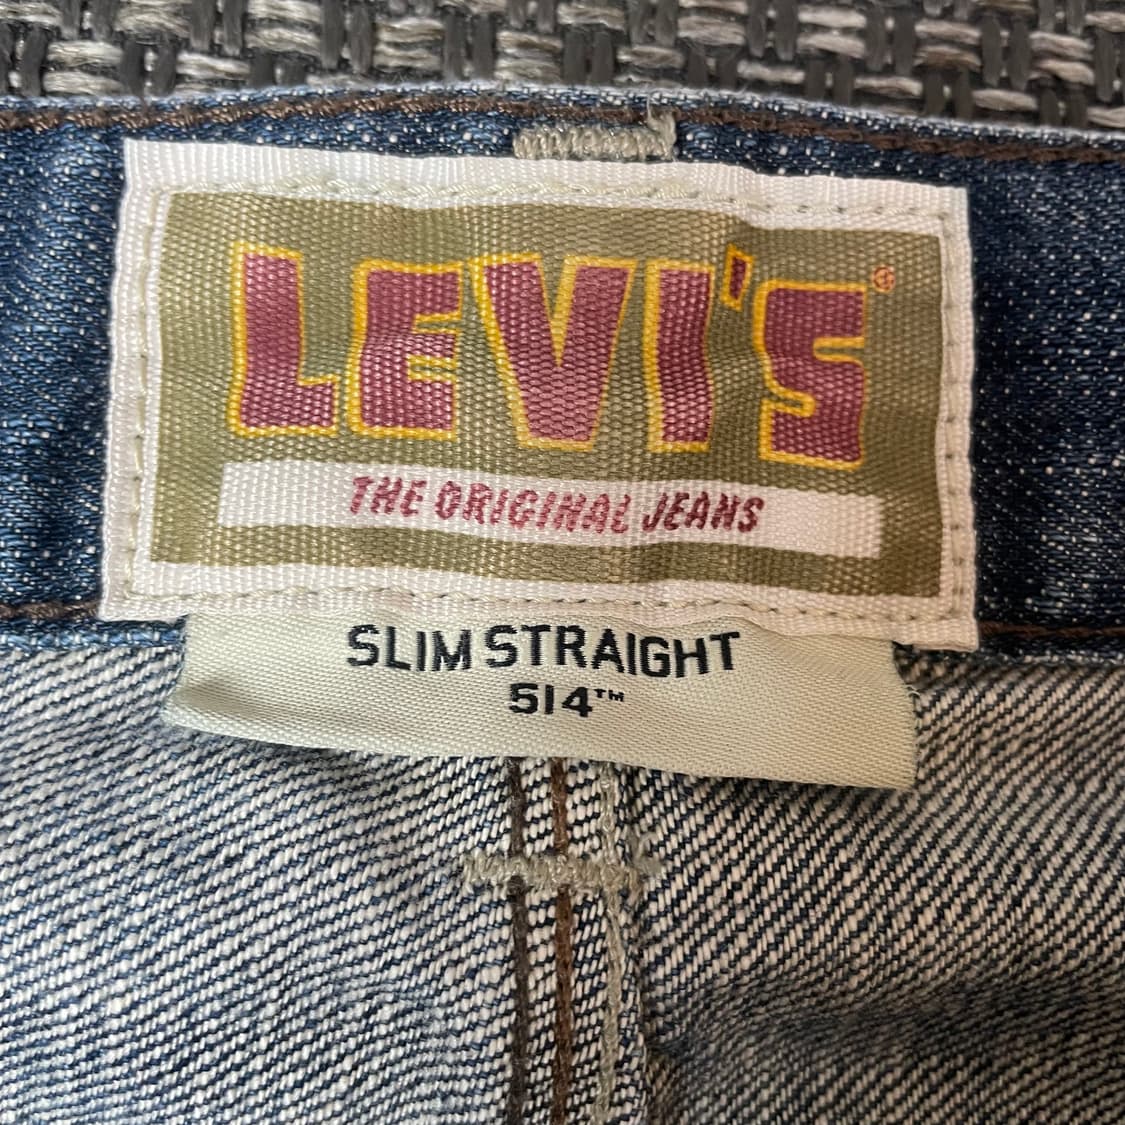 LEVI'S®
THE ORIGINAL JEANS
SLIM STRAIGHT
514™